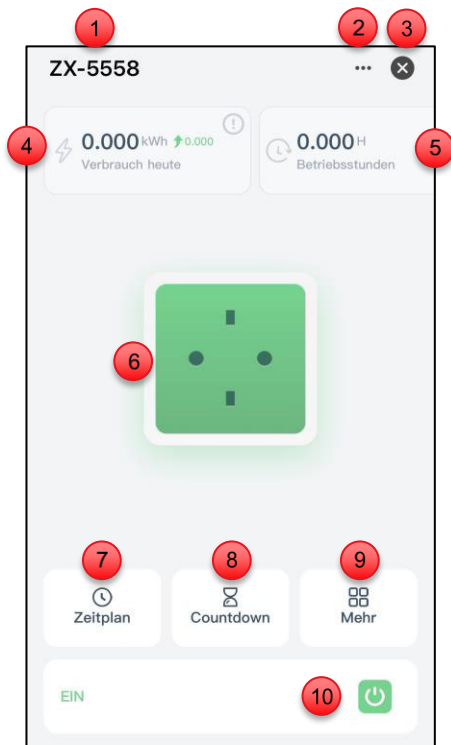 1 2 3
ZX-5558 •••
4 0.000 kWh 0.000 0.000 H 5
Verbrauch heute Betriebsstunden
6
7 8 9
Zeitplan Countdown Mehr
EIN 10